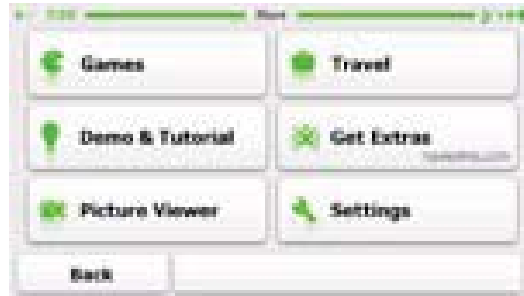 More
Games
Travel
Demo & Tutorial
Get Extras
Picture Viewer
Settings
Back